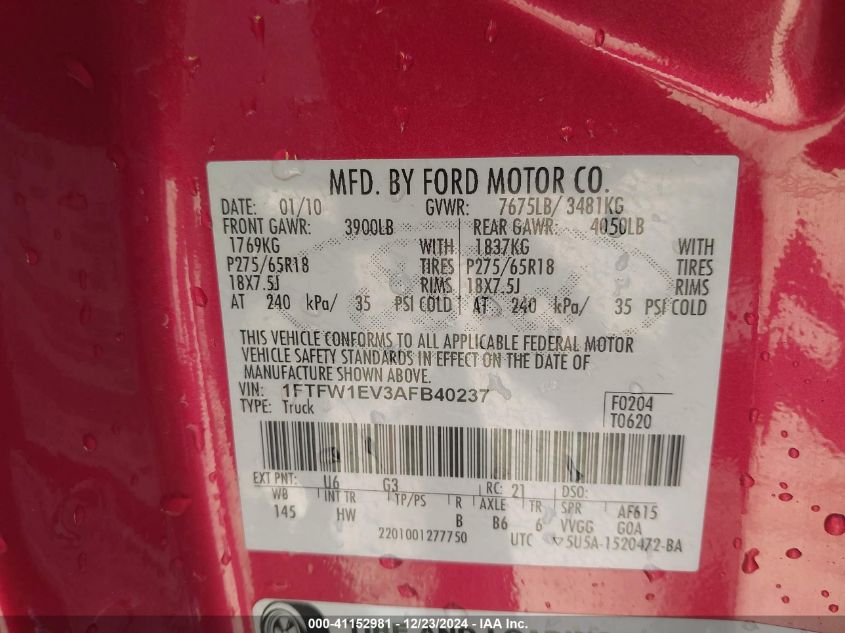 MFD. BY FORD MOTOR CO.
DATE: 01/10 GVWR: 7675LB/ 3481KG
FRONT GAWR: 3900LB REAR GAWR: 4050LB
1769KG WITH 1837KG WITH
P275/65R18 TIRES P275/65R18 TIRES
18X7.5J RIMS 18X7.5J RIMS
AT 240 kPa/ 35 PSI COLD AT: 240 kPa/ 35 PSI COLD
THIS VEHICLE CONFORMS TO ALL APPLICABLE FEDERAL MOTOR
VEHICLE SAFETY STANDARDS IN EFFECT ON THE DATE OF
MANUFACTURE SHOWN ABOVE.
VIN: 1FTFW1EV3AFB40237
TYPE: Truck
F0204
T0620
EXT PNT: U6 G3 RC: 21 DSO:
WB INT TR TP/PS R AXLE TR SPR AF615
145 HW B B6 6 VVGG GOA
2201001277750 UTC ▽5U5A-1520472-BA
000-41152981 - 12/23/2024 - IAA Inc.